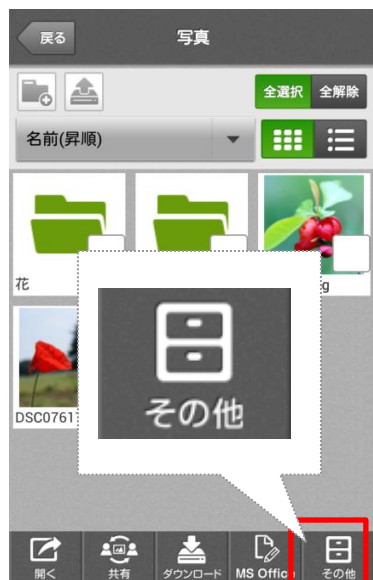 戻る
写真
全選択 全解除
名前(昇順)
花
g
DSC0761
その他
開く 共有 ダウンロード MS Office その他